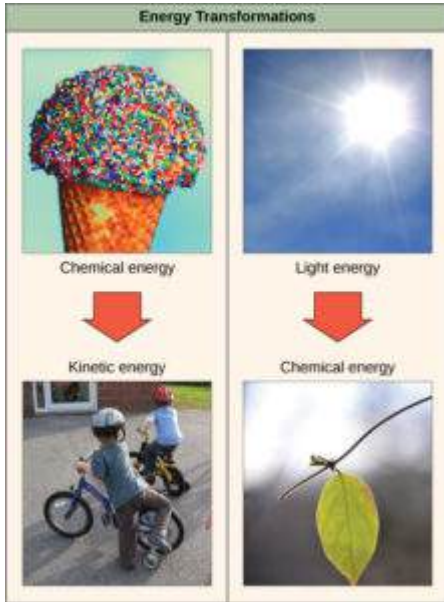 Energy Transformations
Chemical energy
Light energy
Kinetic energy
Chemical energy